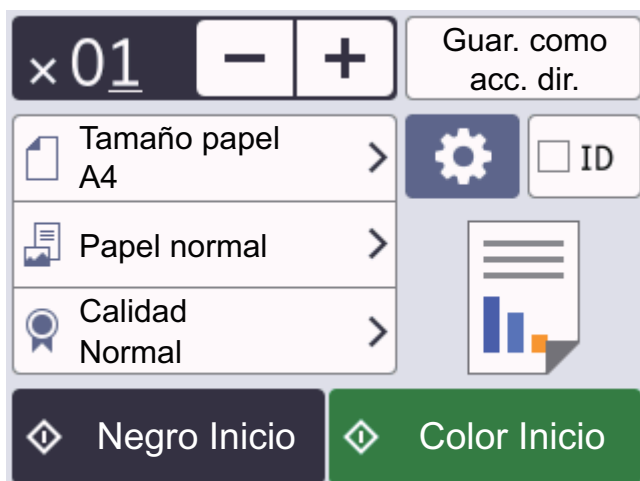 ×01 − +
Guar. como
acc. dir.
Tamaño papel
A4
ID
Papel normal
Calidad
Normal
Negro Inicio
Color Inicio